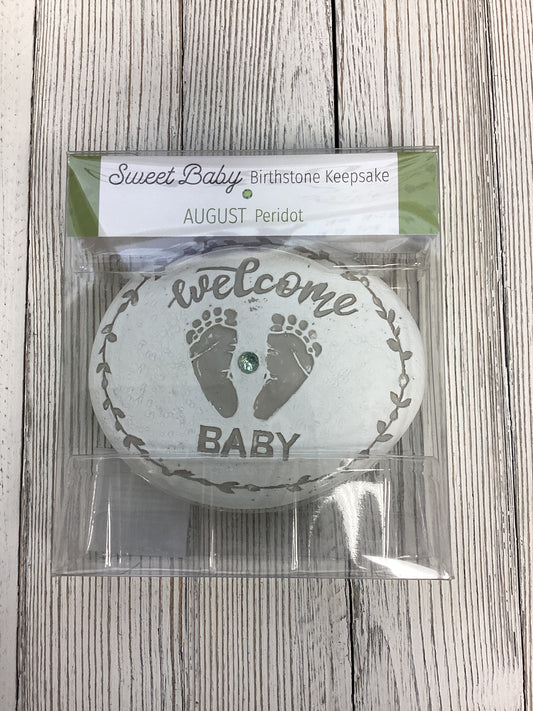 Sweet Baby Birthstone Keepsake
AUGUST Peridot
welcome
BABY